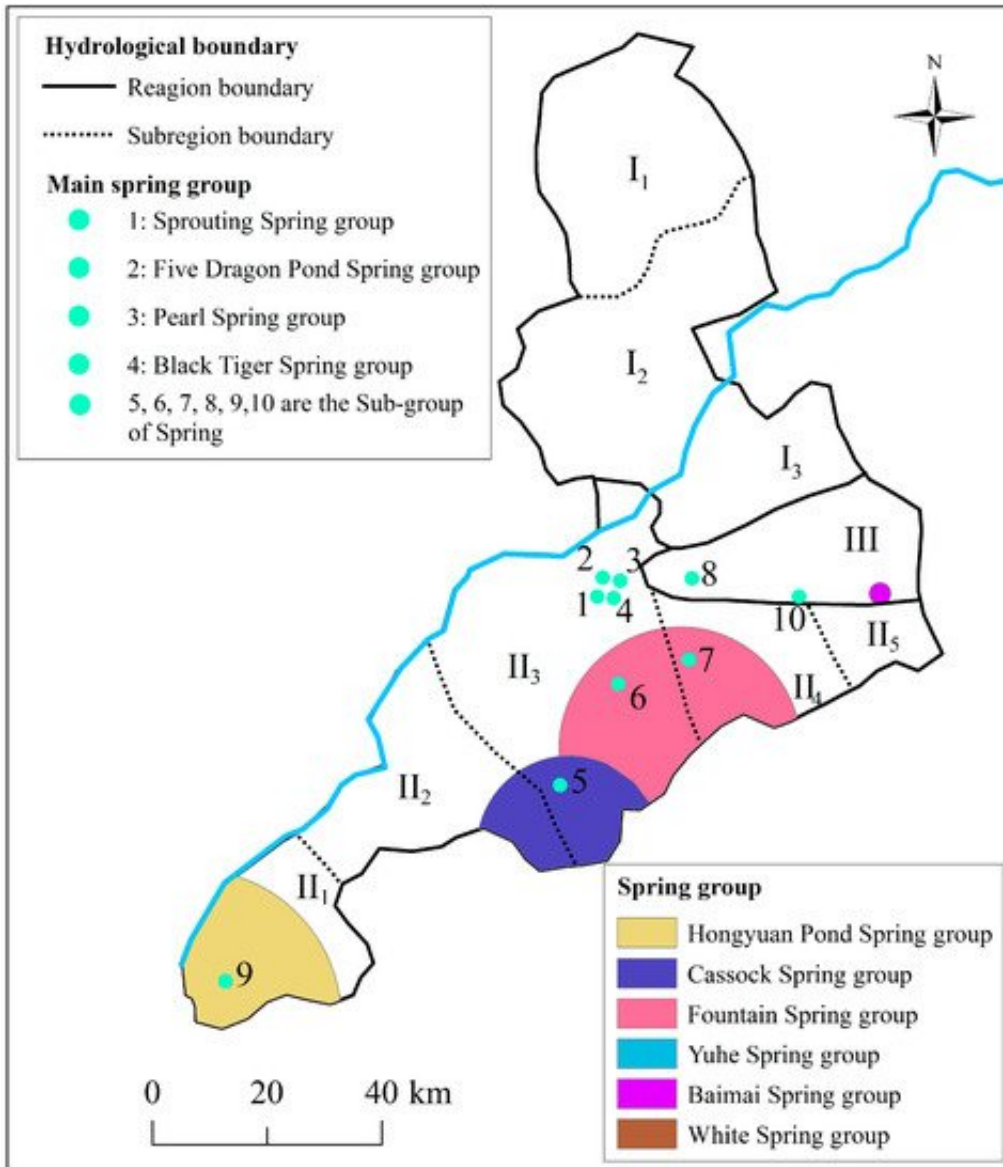 Hydrological boundary
Reagion boundary
Subregion boundary
Main spring group
1: Sprouting Spring group
2: Five Dragon Pond Spring group
3: Pearl Spring group
4: Black Tiger Spring group
5, 6, 7, 8, 9,10 are the Sub-group
of Spring
N
I₁
I₂
I₃
III
2
3
8
1
4
10
II₅
II₃
7
6
II₄
5
II₂
II₁
9
0 20 40 km
Spring group
Hongyuan Pond Spring group
Cassock Spring group
Fountain Spring group
Yuhe Spring group
Baimai Spring group
White Spring group